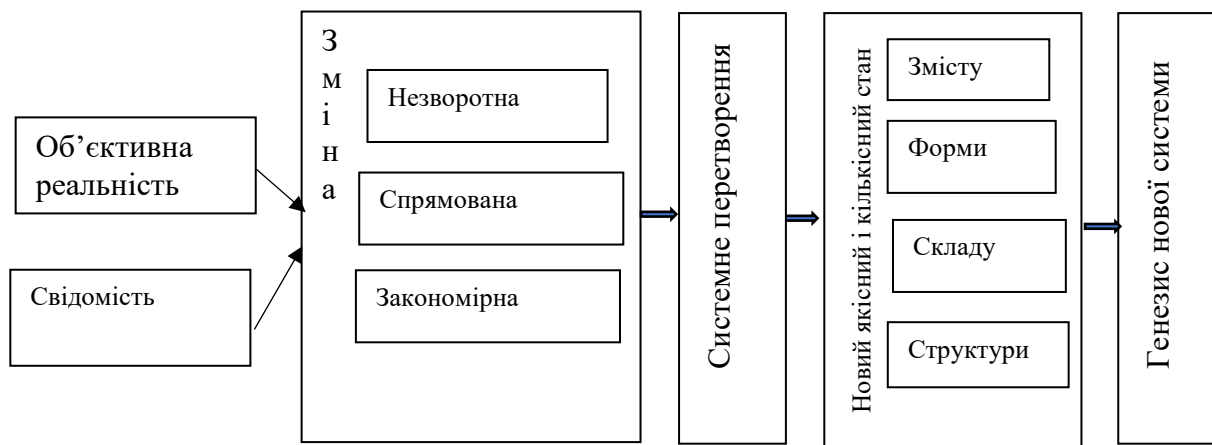 Об’єктивна
реальність
Свідомість
Зміна
Незворотна
Спрямована
Закономірна
Системне перетворення
Новий якісний і кількісний стан
Змісту
Форми
Складу
Структури
Генезис нової системи